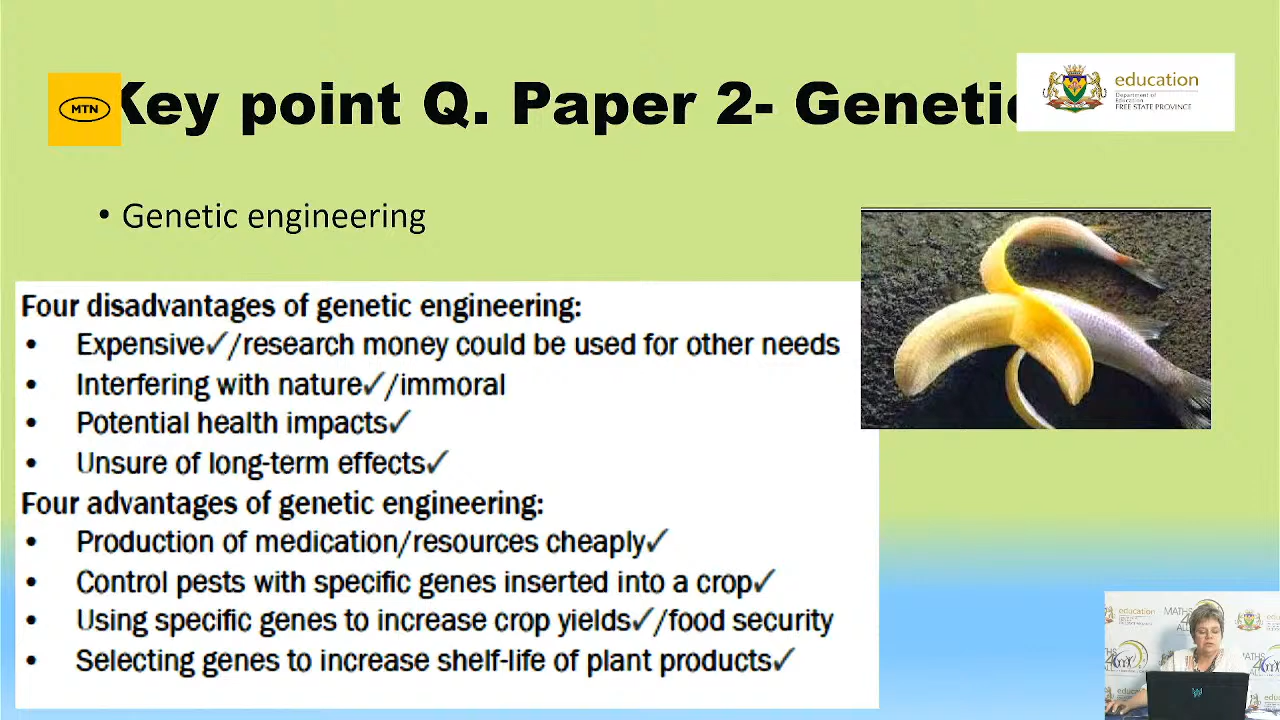 MTN
Key point Q. Paper 2- Genetic
education
Department of
Education
FREE STATE PROVINCE
• Genetic engineering
Four disadvantages of genetic engineering:
• Expensive✓/research money could be used for other needs
• Interfering with nature✓/immoral
• Potential health impacts✓
• Unsure of long-term effects✓
Four advantages of genetic engineering:
• Production of medication/resources cheaply✓
• Control pests with specific genes inserted into a crop✓
• Using specific genes to increase crop yields✓/food security
• Selecting genes to increase shelf-life of plant products✓
education
MATHS
education